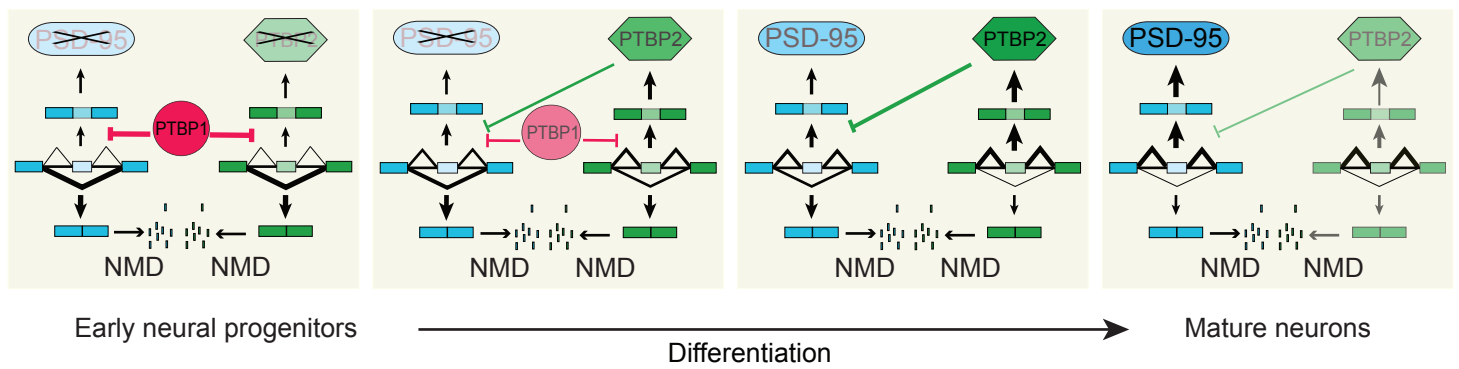 PSD-95 PTBP2 PSD-95 PTBP2 PSD-95 PTBP2 PSD-95 PTBP2
PTBP1 PTBP1
NMD NMD NMD NMD NMD NMD NMD NMD
Early neural progenitors Mature neurons
Differentiation